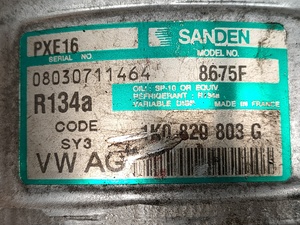 SANDEN
PXE16
SERIAL NO.
MODEL NO.
08030711464
8675F
R134a
OIL: SP-10 OR EQUIV
REFRIGERANT : R 134a
VARIABLE DISP. MADE IN FRANCE
CODE
SY3
1K0 820 803 G
VW AG